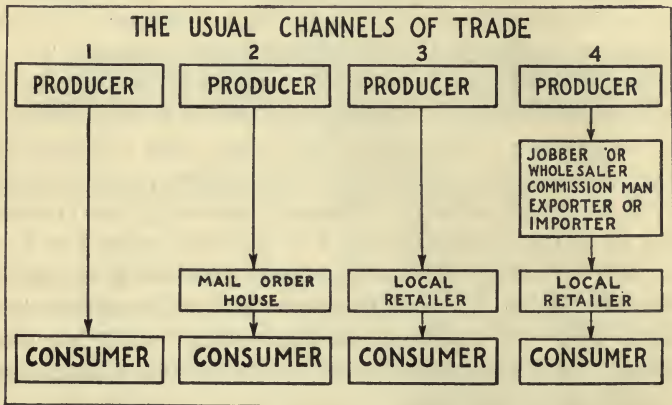 THE USUAL CHANNELS OF TRADE
1 2 3 4
PRODUCER PRODUCER PRODUCER PRODUCER
JOBBER OR
WHOLESALER
COMMISSION MAN
EXPORTER OR
IMPORTER
MAIL ORDER
HOUSE
LOCAL
RETAILER
LOCAL
RETAILER
CONSUMER CONSUMER CONSUMER CONSUMER